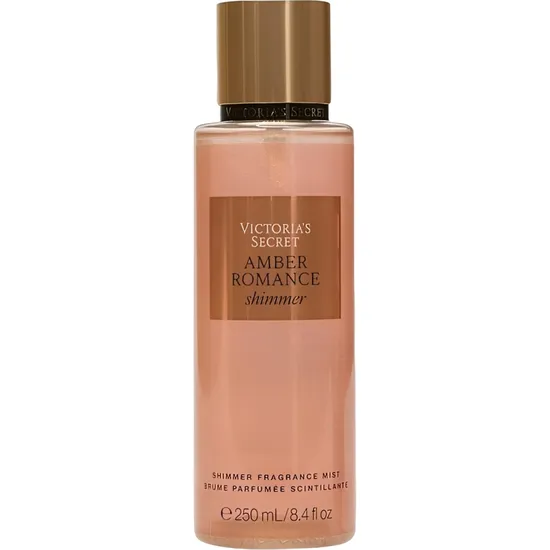 VICTORIA'S SECRET
VICTORIA'S
SECRET
AMBER
ROMANCE
shimmer
SHIMMER FRAGRANCE MIST
BRUME PARFUMÉE SCINTILLANTE
℮ 250 mL/8.4 fl oz